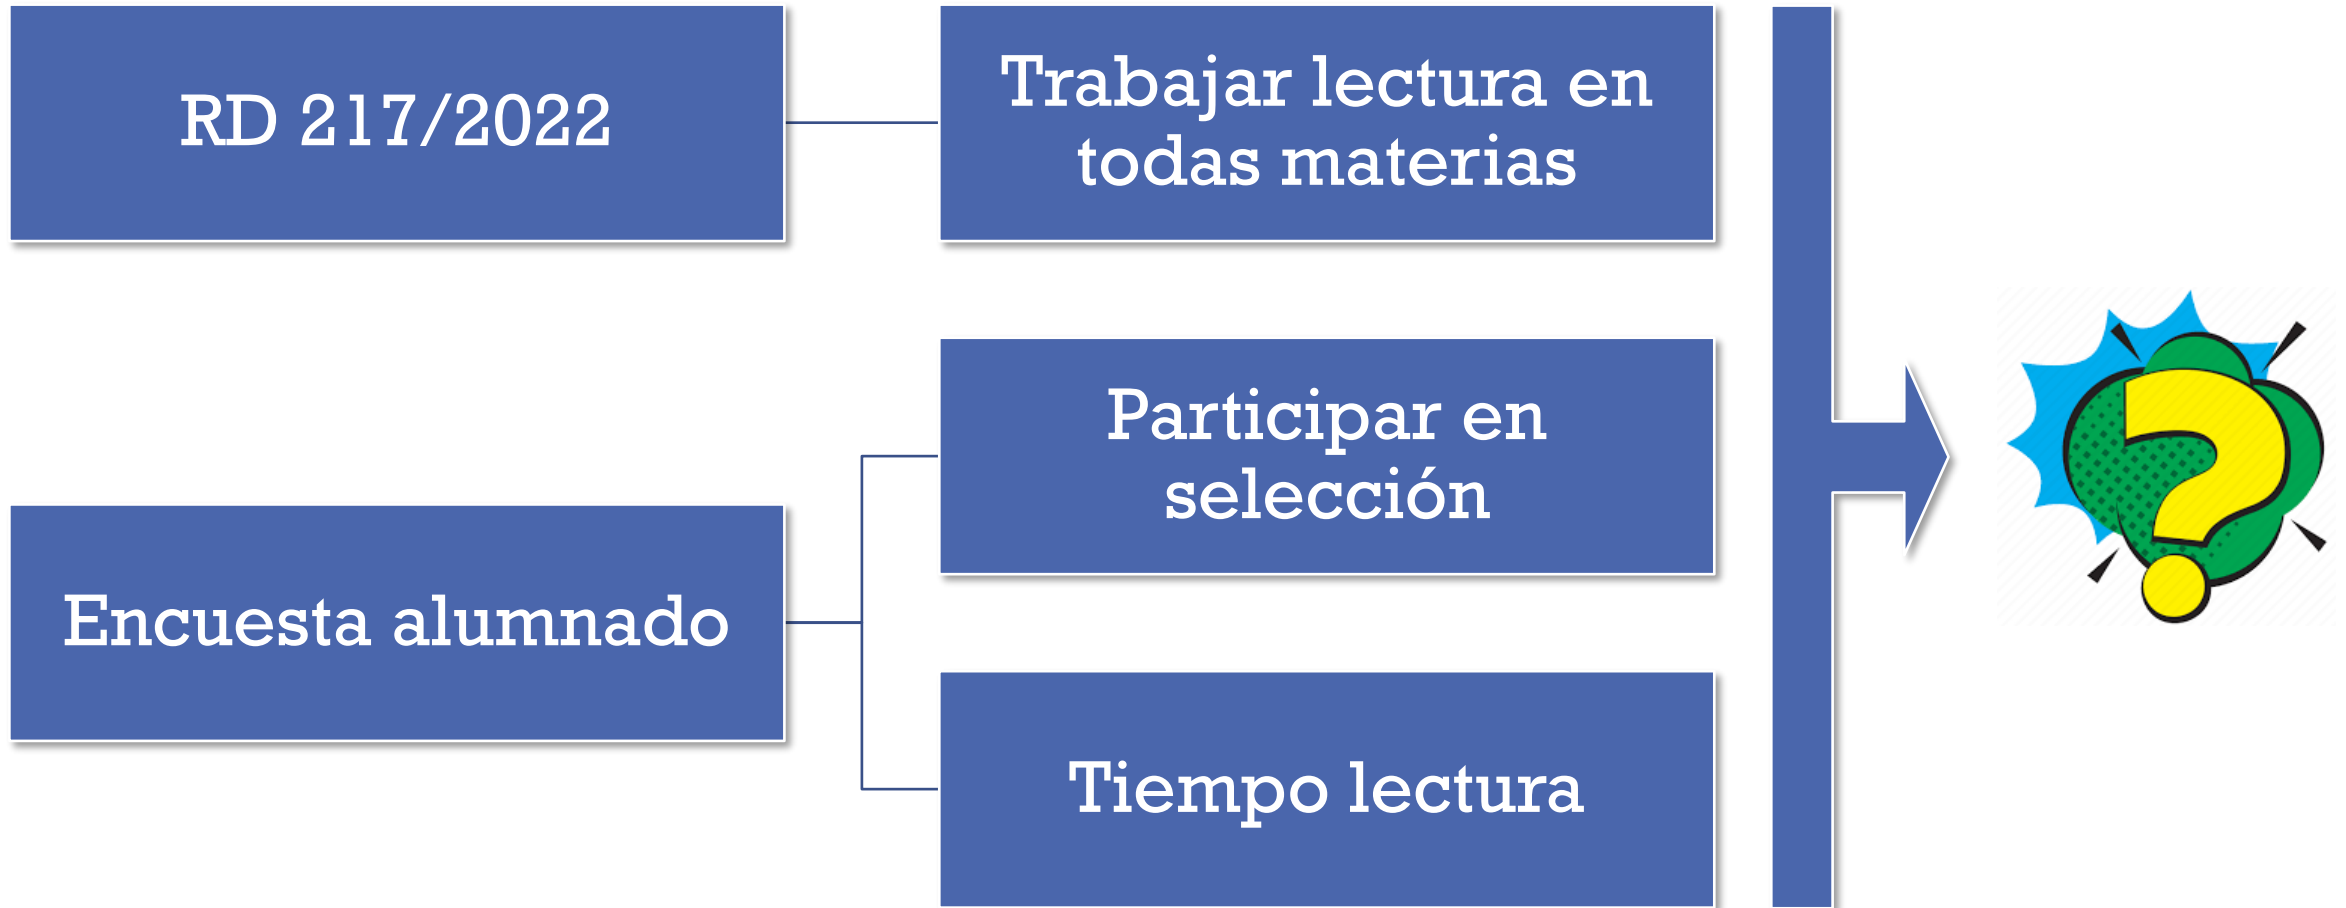 RD 217/2022
Trabajar lectura en
todas materias
Encuesta alumnado
Participar en
selección
Tiempo lectura
?